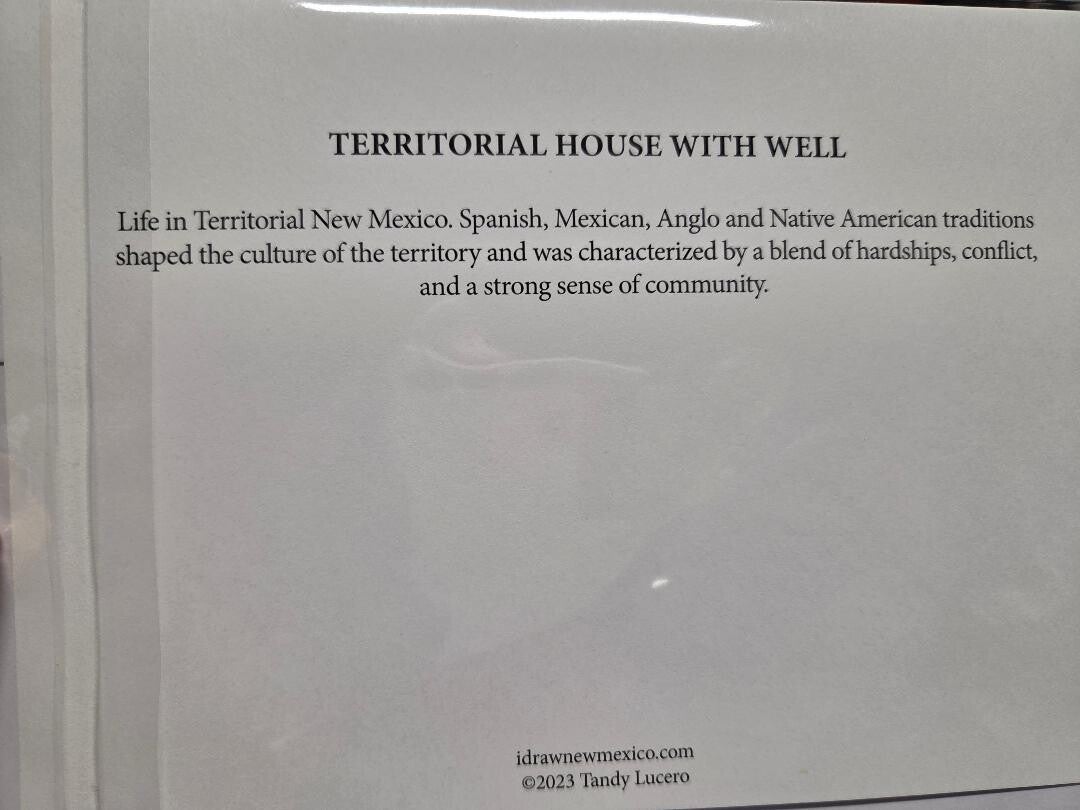 TERRITORIAL HOUSE WITH WELL
Life in Territorial New Mexico. Spanish, Mexican, Anglo and Native American traditions
shaped the culture of the territory and was characterized by a blend of hardships, conflict,
and a strong sense of community.
idrawnewmexico.com
©2023 Tandy Lucero